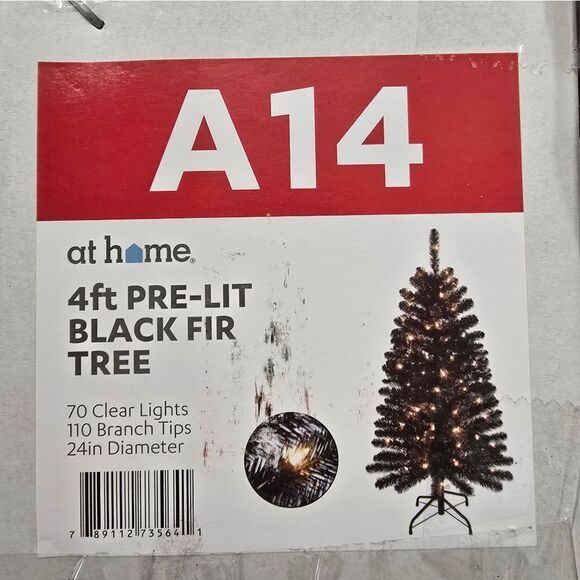 A14
at home®
4ft PRE-LIT
BLACK FIR
TREE
70 Clear Lights
110 Branch Tips
24in Diameter
7 89112 73564 1